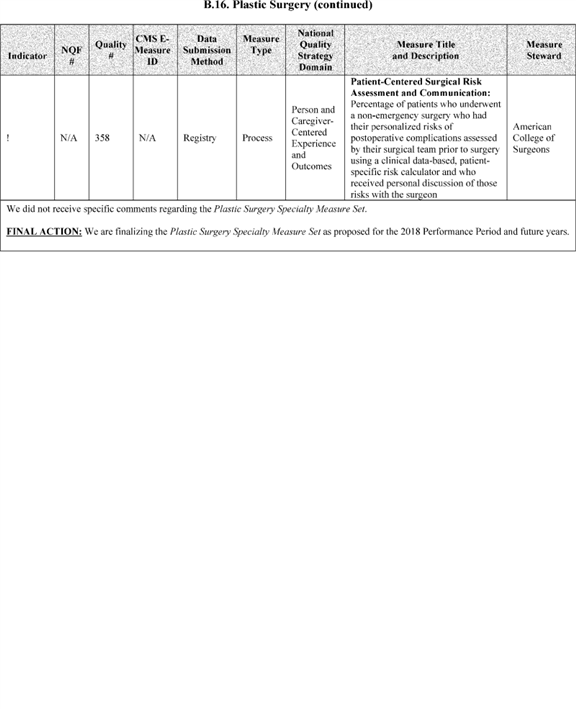 B.16. Plastic Surgery (continued)
Indicator
NQF
#
Quality
#
CMS E-
Measure
ID
Data
Submission
Method
Measure
Type
National
Quality
Strategy
Domain
Measure Title
and Description
Measure
Steward
!
N/A
358
N/A
Registry
Process
Person and
Caregiver-
Centered
Experience
and
Outcomes
Patient-Centered Surgical Risk
Assessment and Communication:
Percentage of patients who underwent
a non-emergency surgery who had
their personalized risks of
postoperative complications assessed
by their surgical team prior to surgery
using a clinical data-based, patient-
specific risk calculator and who
received personal discussion of those
risks with the surgeon
American
College of
Surgeons
We did not receive specific comments regarding the Plastic Surgery Specialty Measure Set.
FINAL ACTION: We are finalizing the Plastic Surgery Specialty Measure Set as proposed for the 2018 Performance Period and future years.